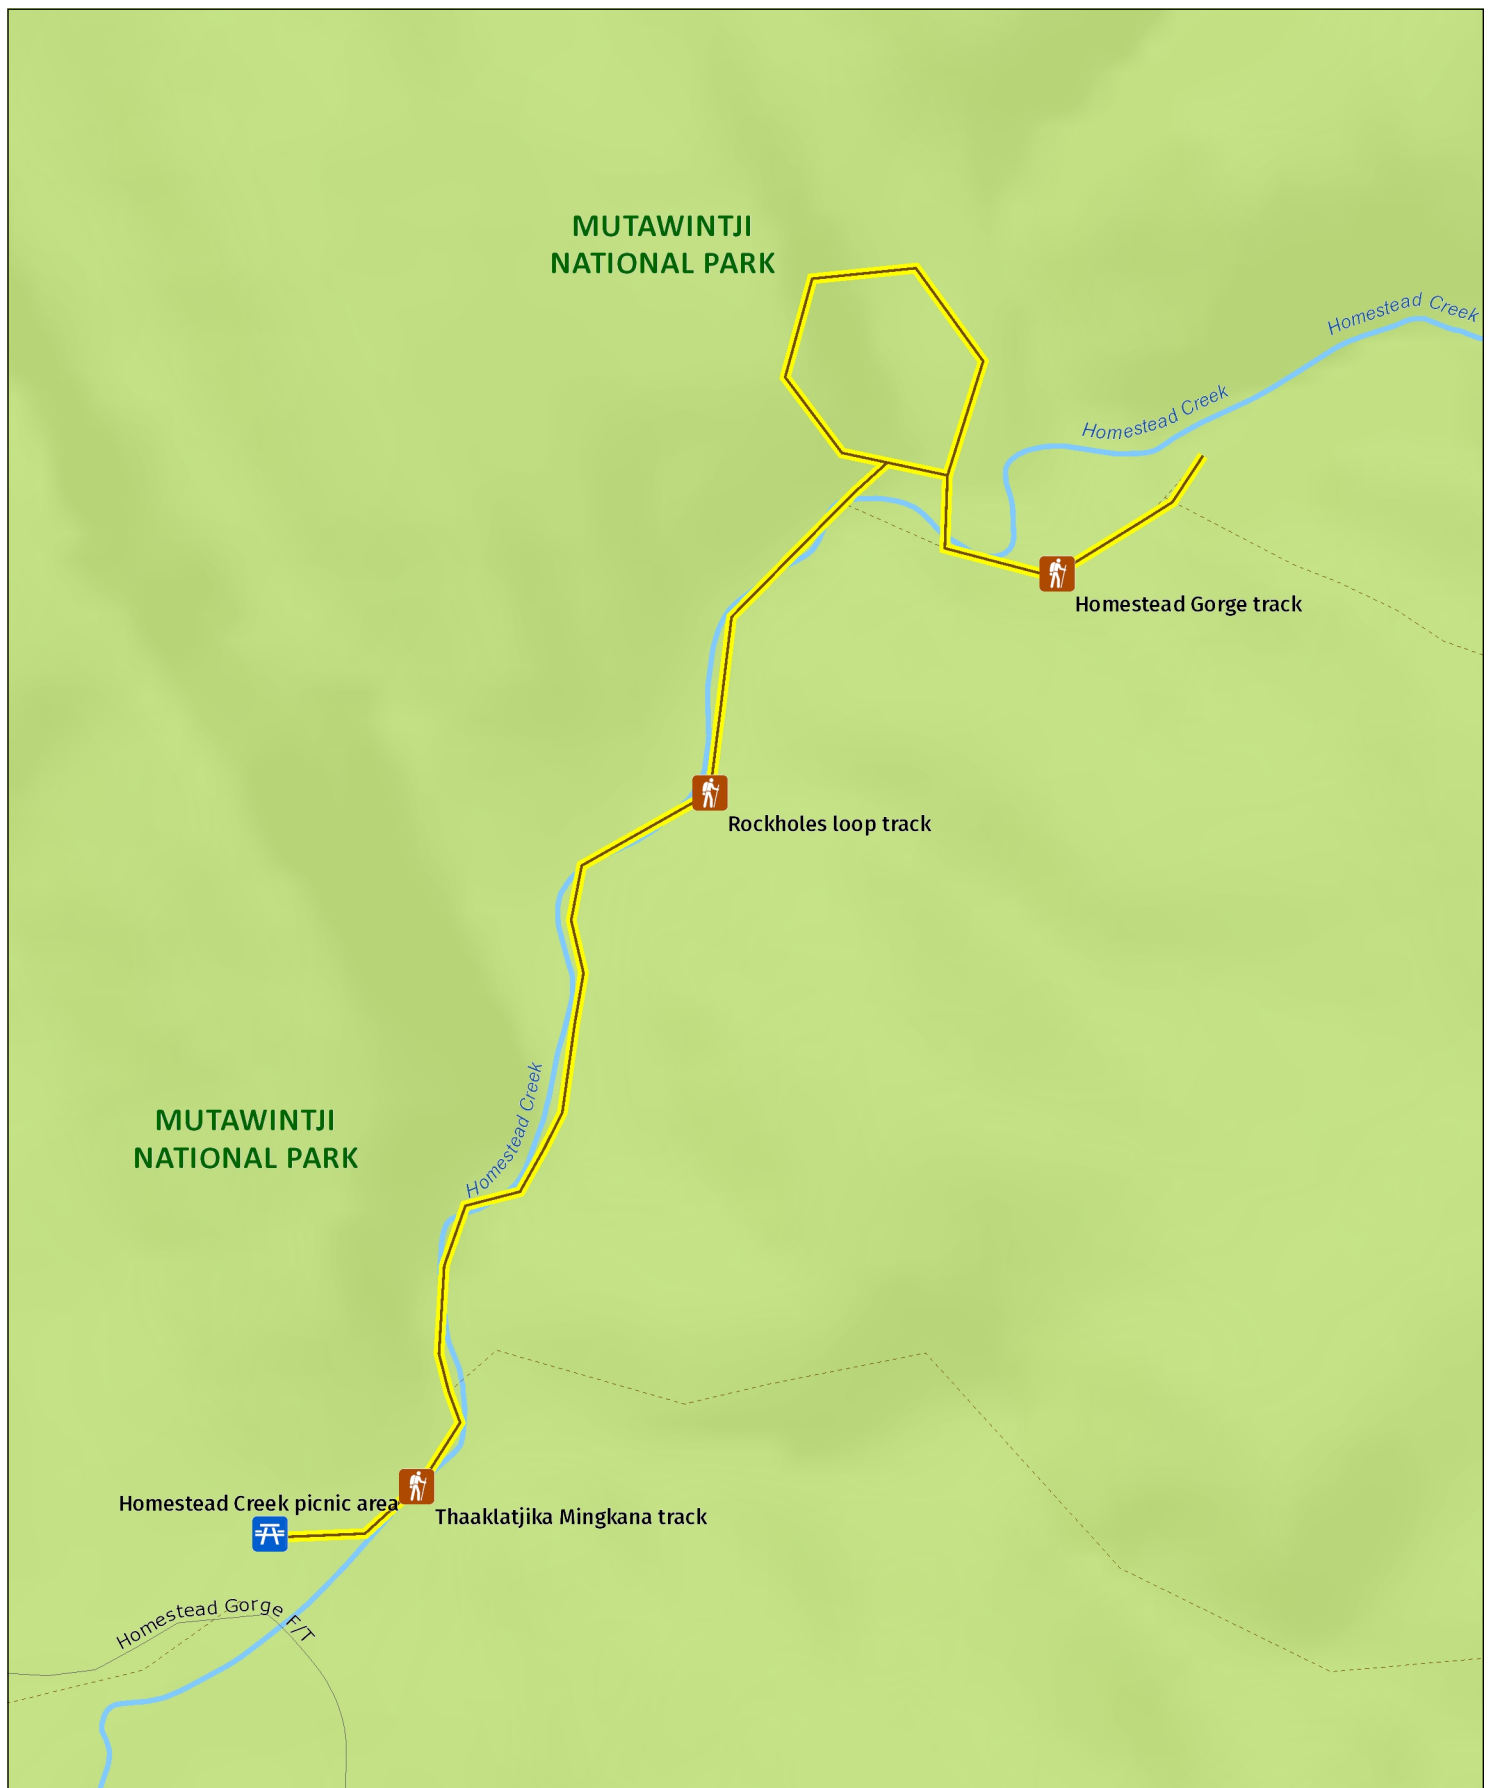 MUTAWINTJI
NATIONAL PARK
Homestead Creek
Homestead Creek
Homestead Gorge track
Rockholes loop track
Homestead Creek
MUTAWINTJI
NATIONAL PARK
Homestead Creek picnic area
Thaaklatjika Mingkana track
Homestead Gorge F/T